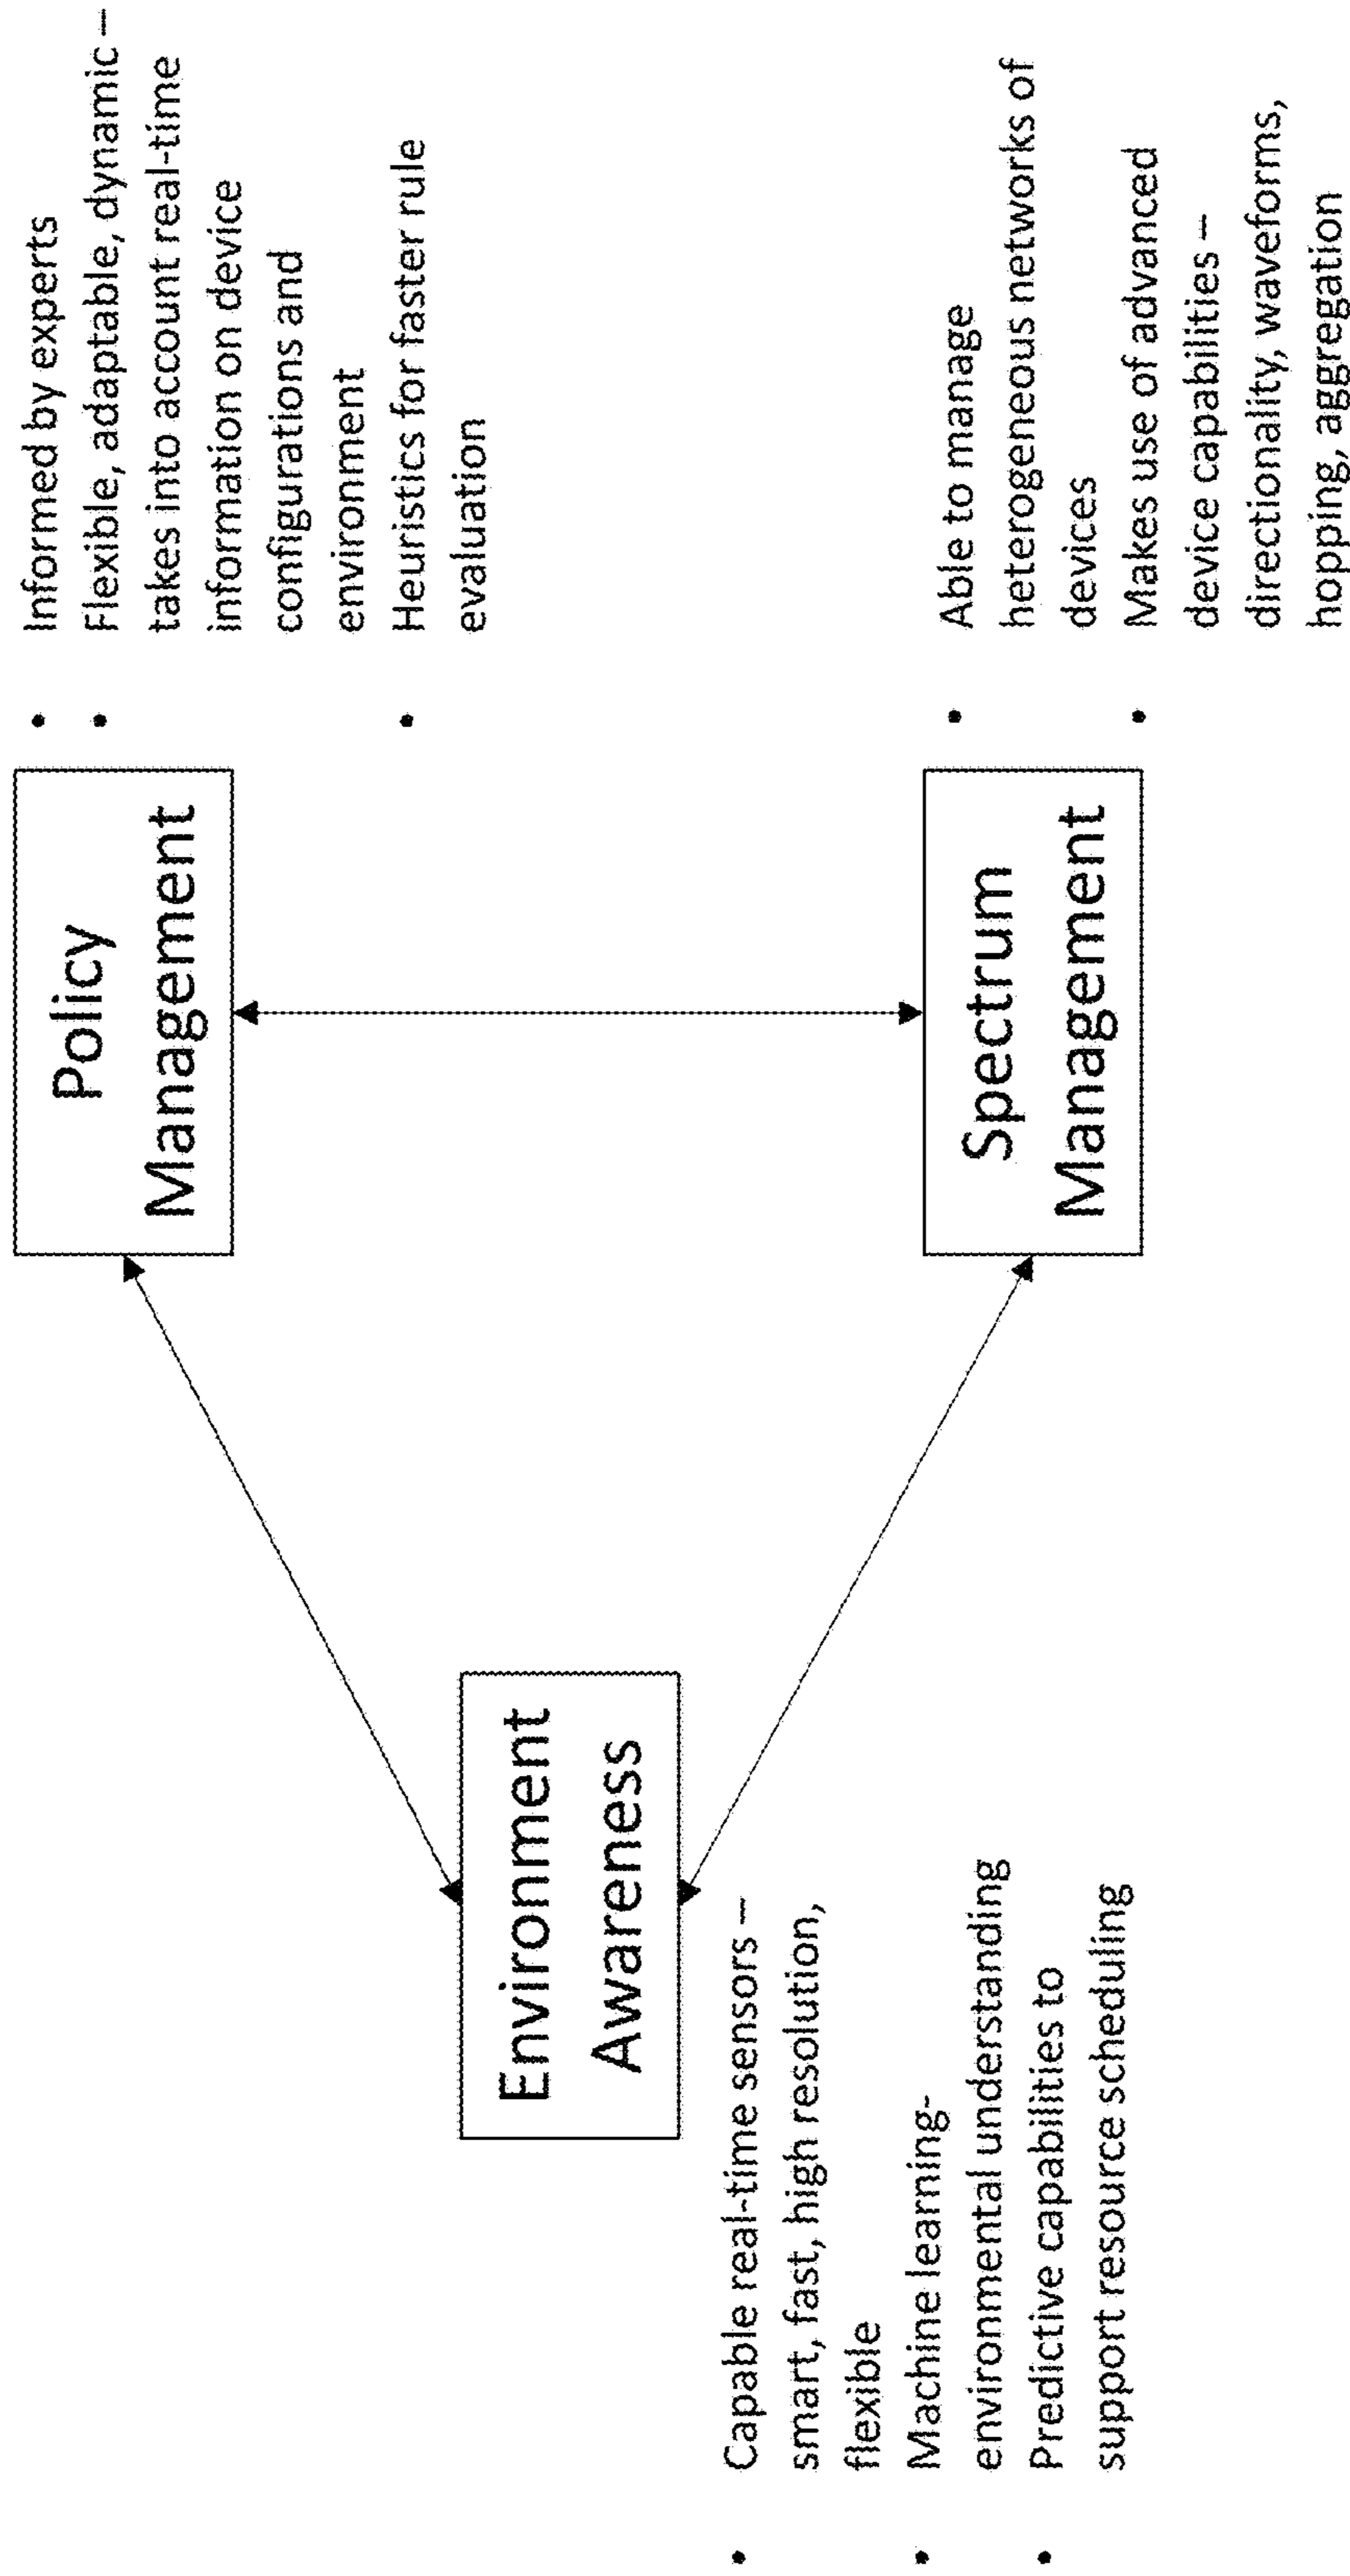 Policy
Management
• Informed by experts
• Flexible, adaptable, dynamic –
takes into account real-time
information on device
configurations and
environment
• Heuristics for faster rule
evaluation
Environment
Awareness
• Capable real-time sensors –
smart, fast, high resolution,
flexible
• Machine learning-
environmental understanding
• Predictive capabilities to
support resource scheduling
Spectrum
Management
• Able to manage
heterogeneous networks of
devices
• Makes use of advanced
device capabilities –
directionality, waveforms,
hopping, aggregation